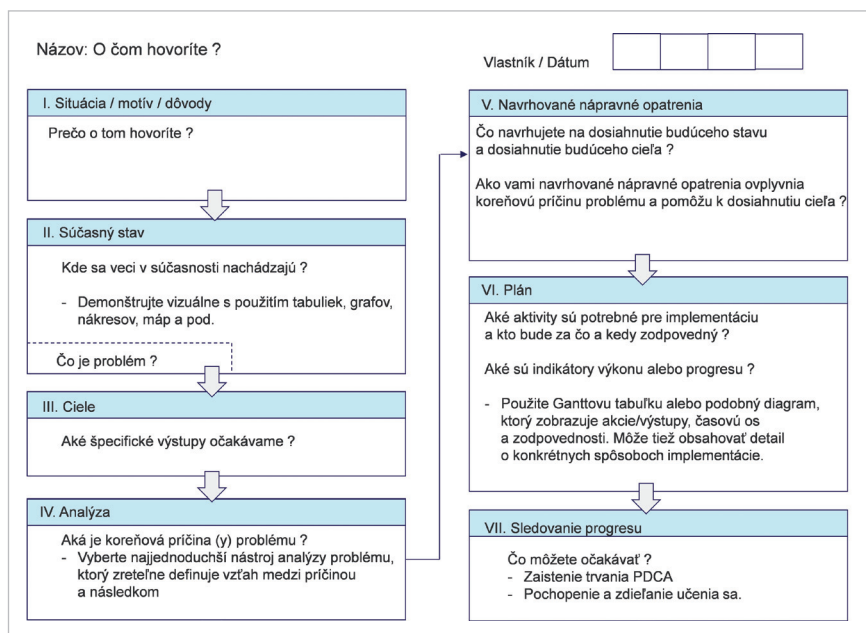 Názov: O čom hovoríte ?
Vlastník / Dátum
I. Situácia / motív / dôvody
Prečo o tom hovoríte ?
II. Súčasný stav
Kde sa veci v súčasnosti nachádzajú ?
- Demonštrujte vizuálne s použitím tabuliek, grafov,
nákresov, máp a pod.
Čo je problém ?
III. Ciele
Aké špecifické výstupy očakávame ?
IV. Analýza
Aká je koreňová príčina (y) problému ?
- Vyberte najjednoduchší nástroj analýzy problému,
ktorý zreteľne definuje vzťah medzi príčinou
a následkom
V. Navrhované nápravné opatrenia
Čo navrhujete na dosiahnutie budúceho stavu
a dosiahnutie budúceho cieľa ?
Ako vami navrhované nápravné opatrenia ovplyvnia
koreňovú príčinu problému a pomôžu k dosiahnutiu cieľa ?
VI. Plán
Aké aktivity sú potrebné pre implementáciu
a kto bude za čo a kedy zodpovedný ?
Aké sú indikátory výkonu alebo progresu ?
- Použite Ganttovu tabuľku alebo podobný diagram,
ktorý zobrazuje akcie/výstupy, časovú os
a zodpovednosti. Môže tiež obsahovať detail
o konkrétnych spôsoboch implementácie.
VII. Sledovanie progresu
Čo môžete očakávať ?
- Zaistenie trvania PDCA
- Pochopenie a zdieľanie učenia sa.